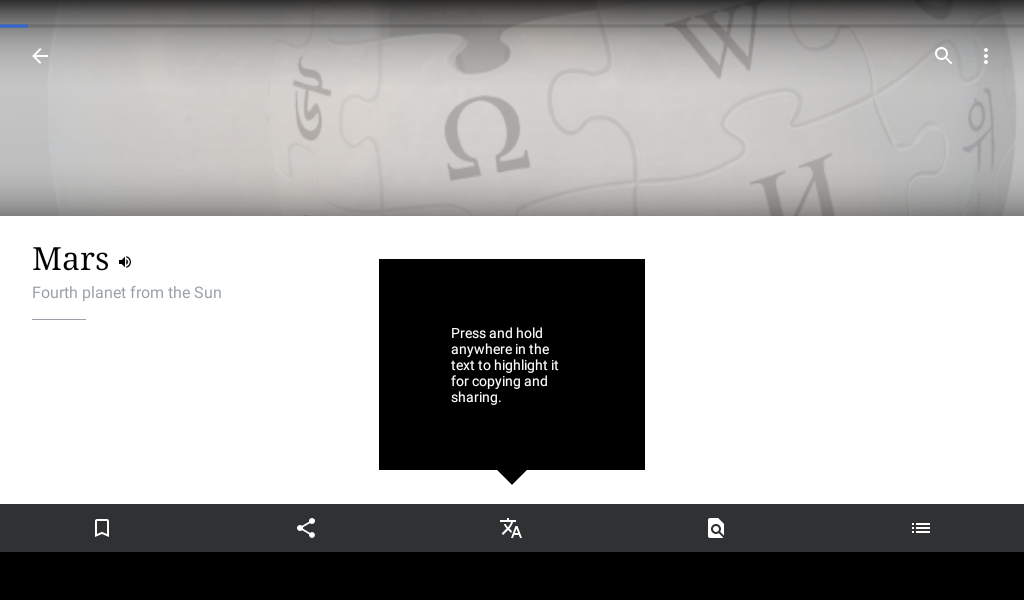 W
Ω
И
Mars
Fourth planet from the Sun
Press and hold
anywhere in the
text to highlight it
for copying and
sharing.